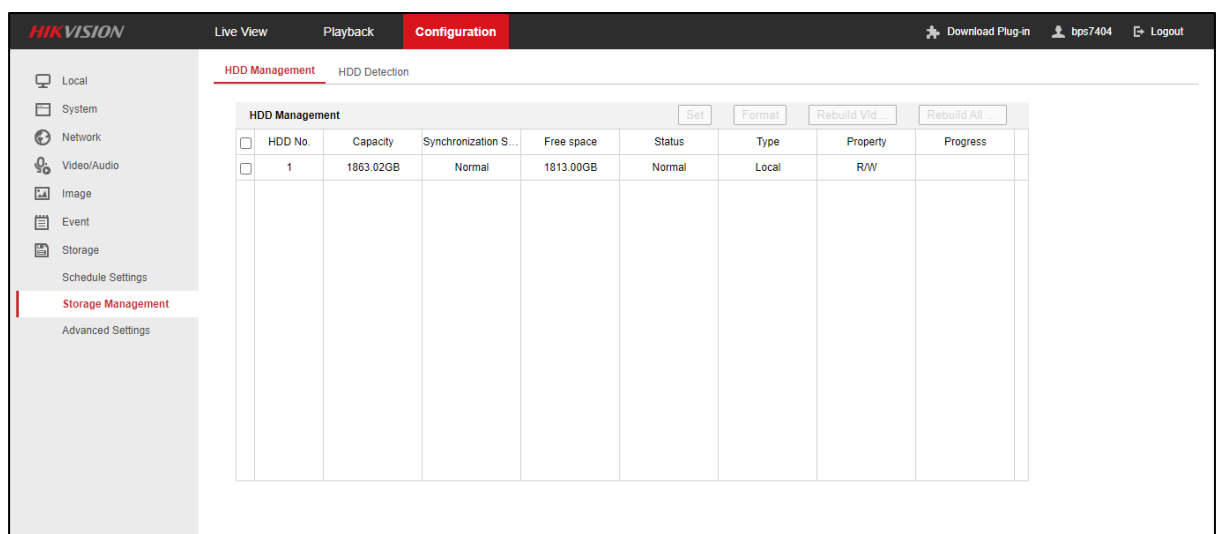 HIKVISION Live View Playback Configuration Download Plug-in bps7404 Logout
Local
System
Network
Video/Audio
Image
Event
Storage
Schedule Settings
Storage Management
Advanced Settings
HDD Management HDD Detection
HDD Management Set Format Rebuild Vid... Rebuild All ...
HDD No. Capacity Synchronization S... Free space Status Type Property Progress
1 1863.02GB Normal 1813.00GB Normal Local R/W